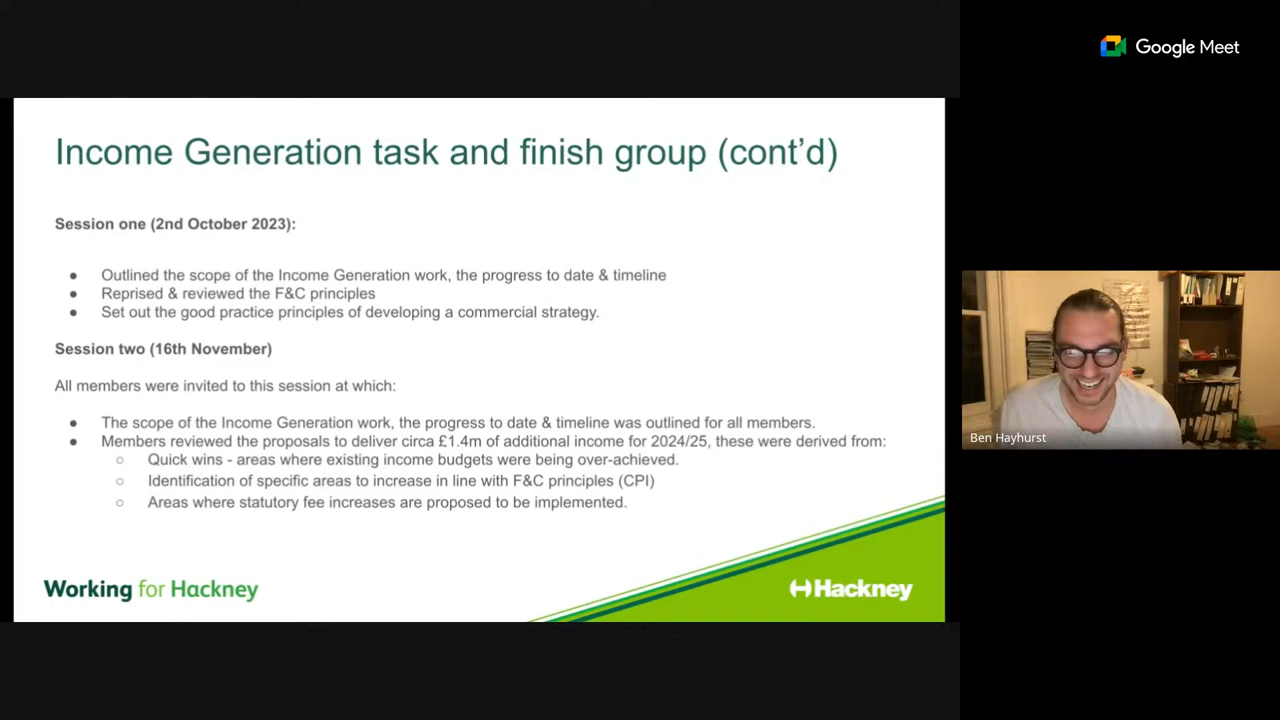 Google Meet
Income Generation task and finish group (cont’d)
Session one (2nd October 2023):
● Outlined the scope of the Income Generation work, the progress to date & timeline
● Reprised & reviewed the F&C principles
● Set out the good practice principles of developing a commercial strategy.
Session two (16th November)
All members were invited to this session at which:
● The scope of the Income Generation work, the progress to date & timeline was outlined for all members.
● Members reviewed the proposals to deliver circa £1.4m of additional income for 2024/25, these were derived from:
○ Quick wins - areas where existing income budgets were being over-achieved.
○ Identification of specific areas to increase in line with F&C principles (CPI)
○ Areas where statutory fee increases are proposed to be implemented.
Working for Hackney
Hackney
Ben Hayhurst